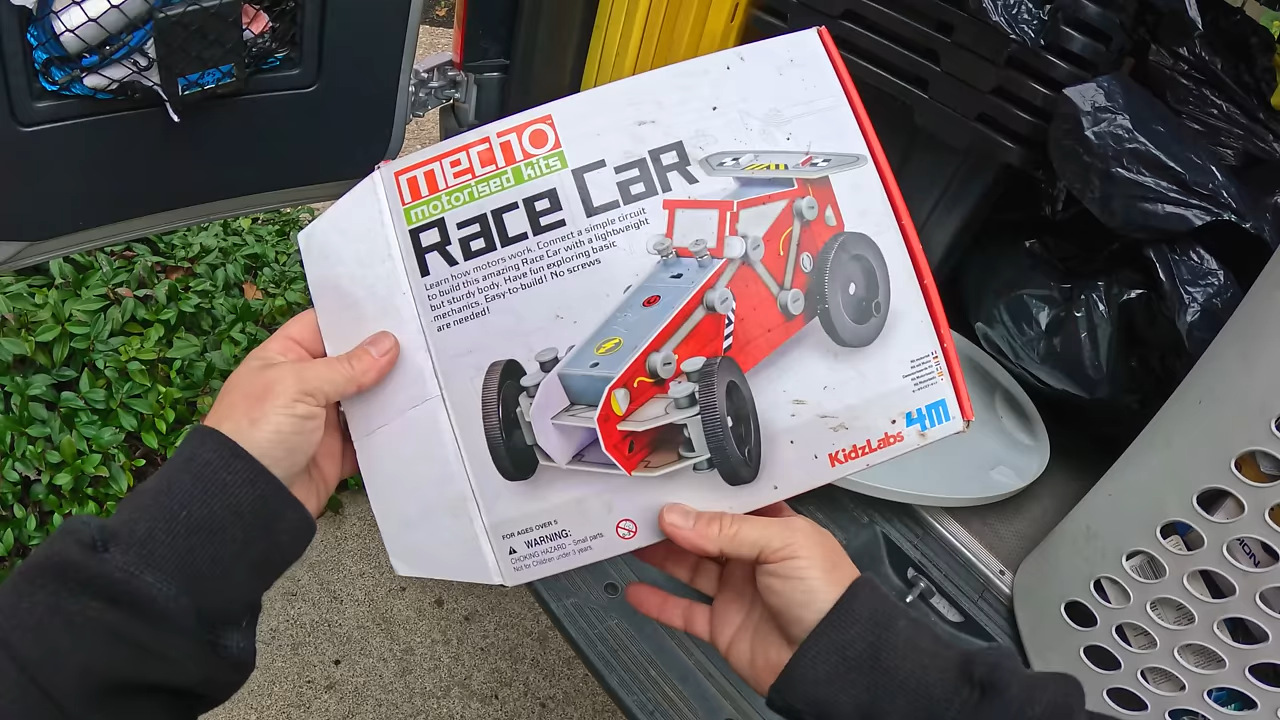 mecho
motorised kits
Race CaR
Learn how motors work. Connect a simple circuit
to build this amazing Race Car with a lightweight
but sturdy body. Have fun exploring basic
mechanics. Easy-to-build! No screws
are needed!
KidzLabs 4M
FOR AGES OVER 5
WARNING:
CHOKING HAZARD – Small parts.
Not for Children under 3 years.